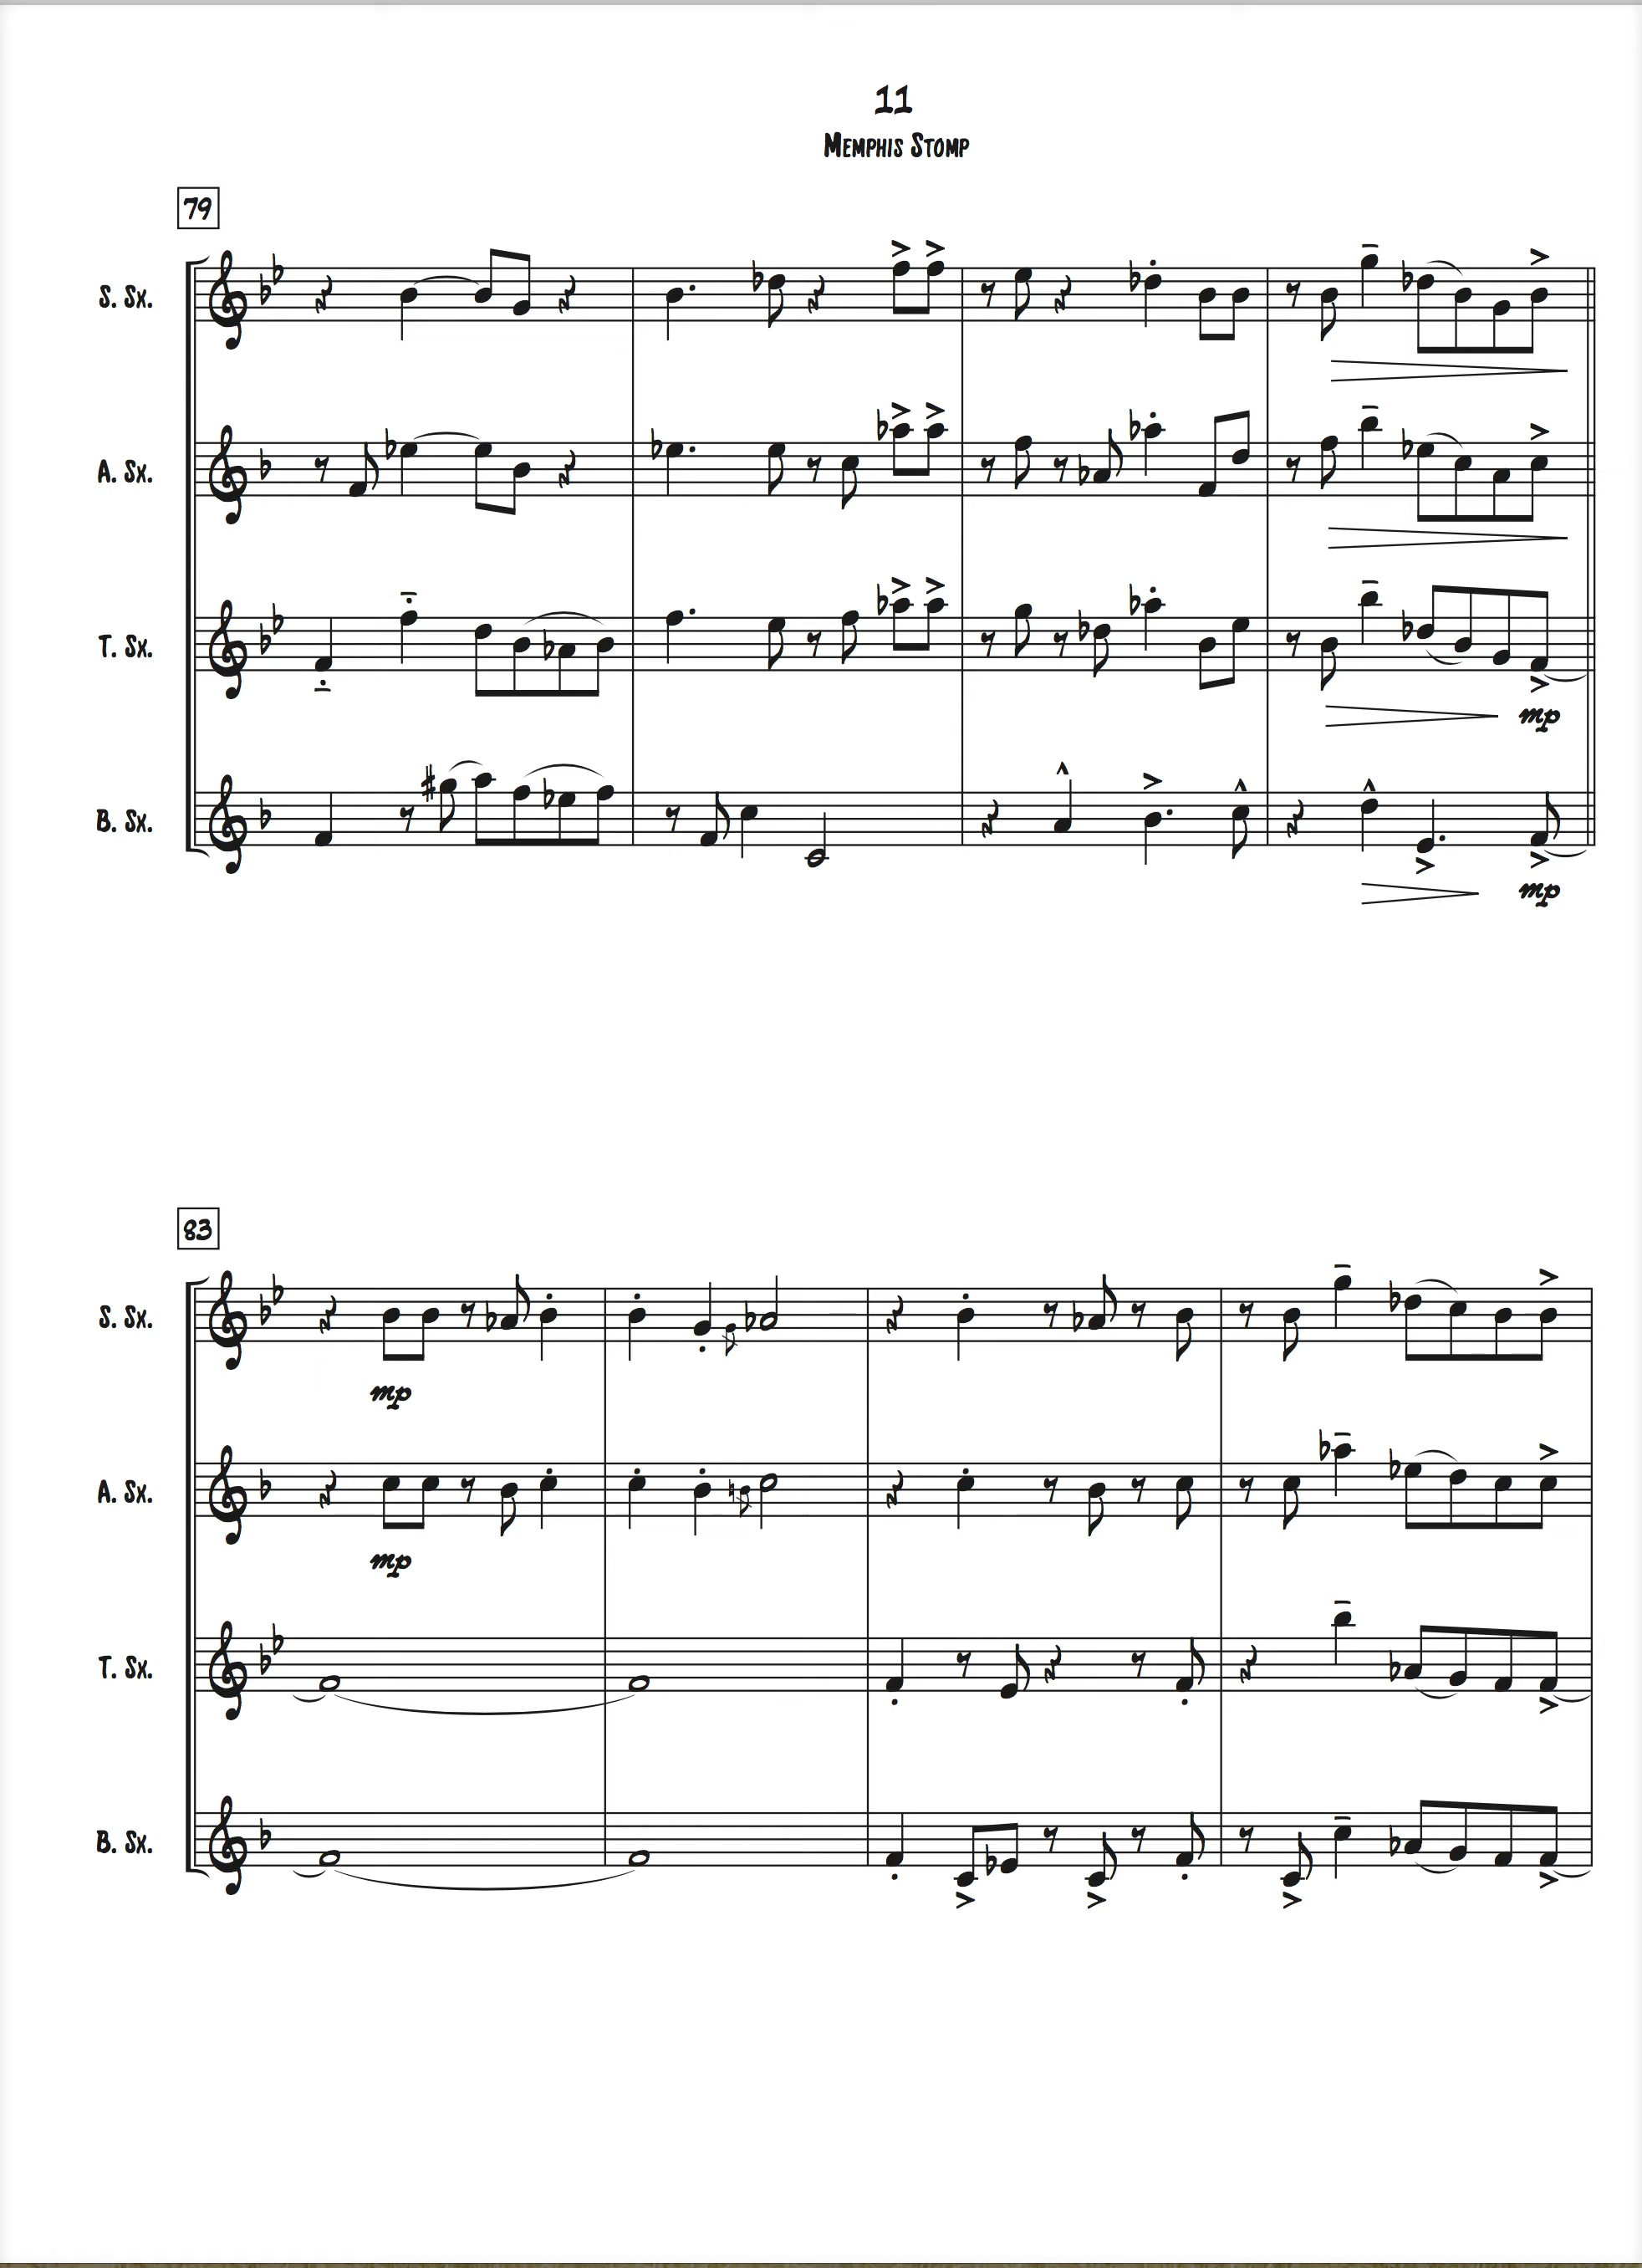 11
Memphis Stomp
79
S. Sx.
A. Sx.
T. Sx.
mp
B. Sx.
mp
83
S. Sx.
mp
A. Sx.
mp
T. Sx.
B. Sx.